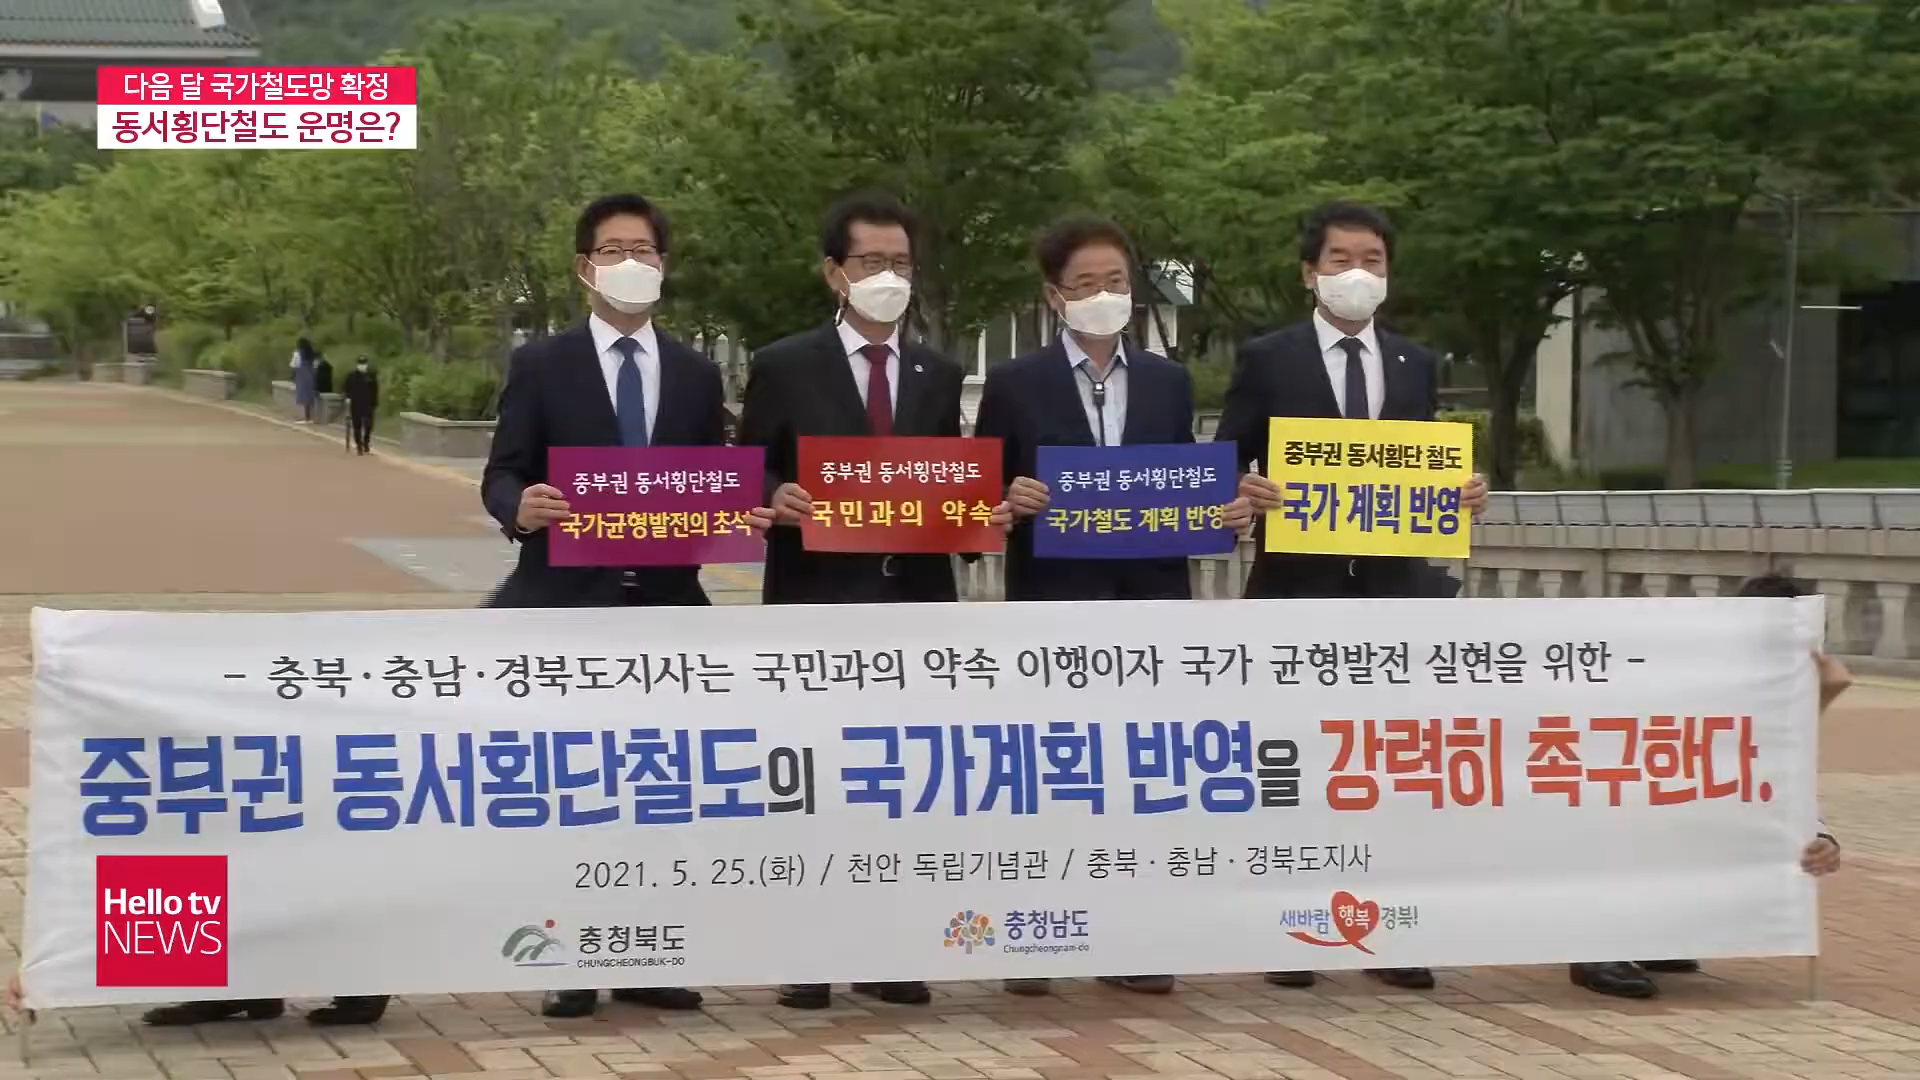 다음 달 국가철도망 확정
동서횡단철도 운명은?
중부권 동서횡단철도
국가균형발전의 초석
중부권 동서횡단철도
국민과의 약속
중부권 동서횡단철도
국가철도 계획 반영
중부권 동서횡단 철도
국가 계획 반영
- 충북·충남·경북도지사는 국민과의 약속 이행이자 국가 균형발전 실현을 위한 -
중부권 동서횡단철도의 국가계획 반영을 강력히 촉구한다.
2021. 5. 25.(화) / 천안 독립기념관 / 충북·충남·경북도지사
충청북도
CHUNGCHEONGBUK-DO
충청남도
Chungcheongnam-do
새바람 행복 경북!
Hello tv
NEWS